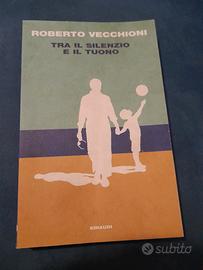 ROBERTO VECCHIONI
TRA IL SILENZIO
E IL TUONO
EINAUDI
subito